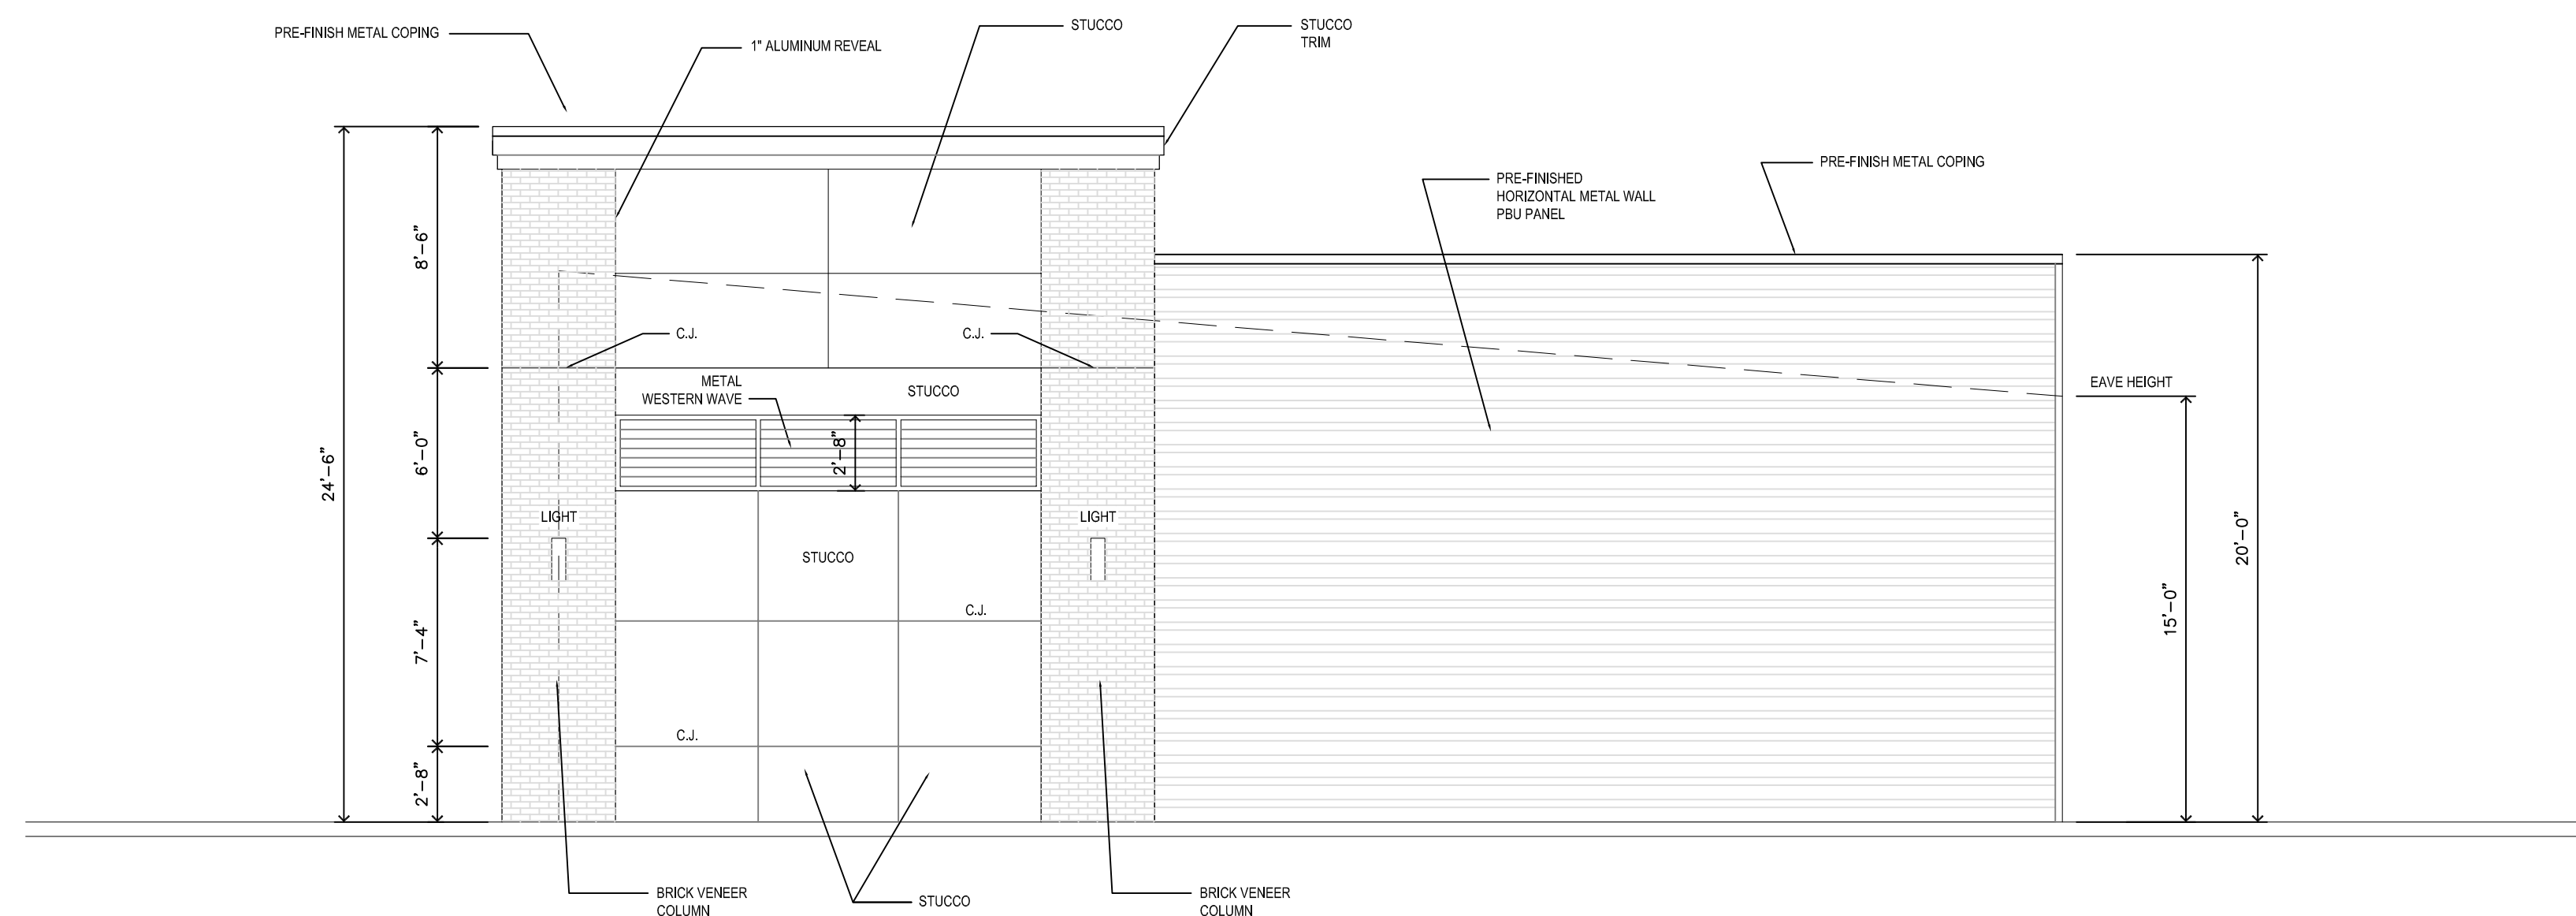 PRE-FINISH METAL COPING
1" ALUMINUM REVEAL
STUCCO
STUCCO
TRIM
PRE-FINISHED
HORIZONTAL METAL WALL
PBU PANEL
PRE-FINISH METAL COPING
8'-6"
C.J.
C.J.
METAL
WESTERN WAVE
STUCCO
EAVE HEIGHT
24'-6"
6'-0"
2'-8"
LIGHT
LIGHT
STUCCO
20'-0"
15'-0"
C.J.
7'-4"
C.J.
2'-8"
BRICK VENEER
COLUMN
STUCCO
BRICK VENEER
COLUMN